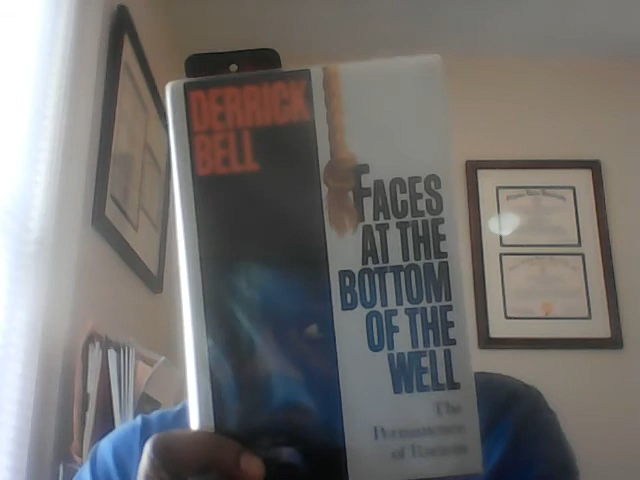 DERRICK
BELL
FACES
AT THE
BOTTOM
OF THE
WELL
The
Permanence
of Racism